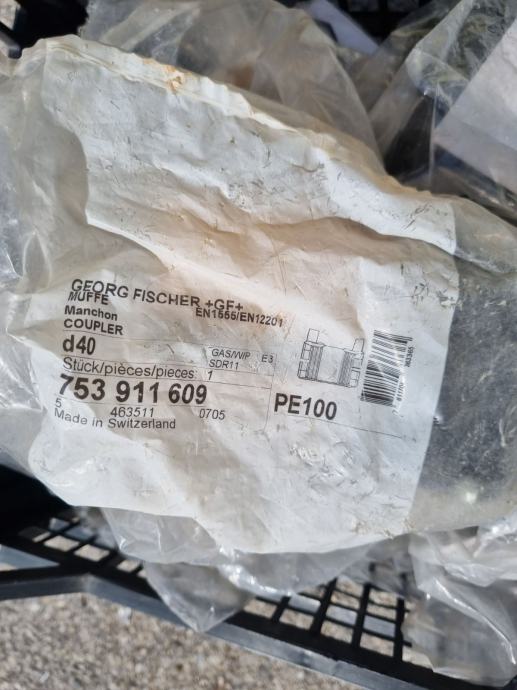 GEORG FISCHER +GF+
MUFFE EN1555/EN12201
Manchon
COUPLER
d40 GAS/W/P E3
SDR11
Stück/pièces/pieces: 1
753 911 609 PE100
5 463511 0705
Made in Switzerland